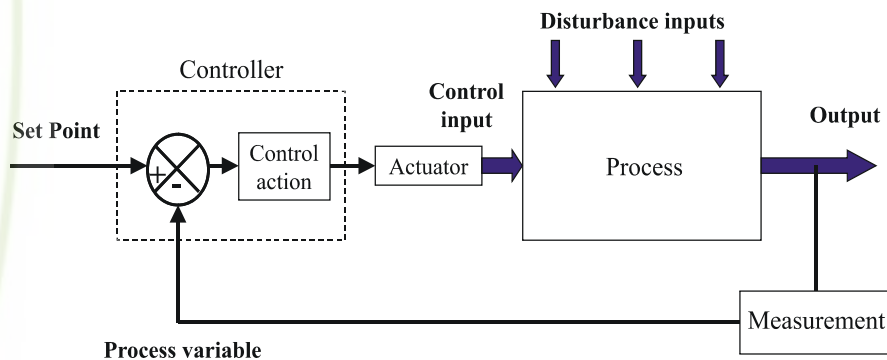 Disturbance inputs
Controller
Control
input
Set Point
Output
+
-
Control
action
Actuator
Process
Measurement
Process variable